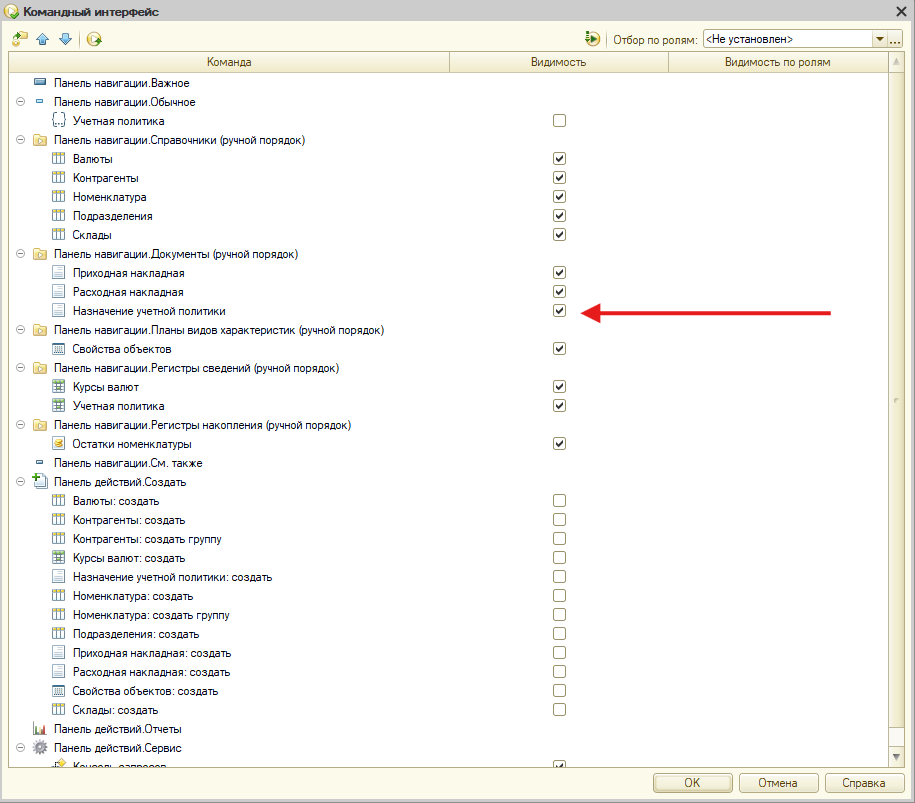 Командный интерфейс
Отбор по ролям: <Не установлен>
Команда Видимость Видимость по ролям
Панель навигации.Важное
Панель навигации.Обычное
Учетная политика
Панель навигации.Справочники (ручной порядок)
Валюты
Контрагенты
Номенклатура
Подразделения
Склады
Панель навигации.Документы (ручной порядок)
Приходная накладная
Расходная накладная
Назначение учетной политики
Панель навигации.Планы видов характеристик (ручной порядок)
Свойства объектов
Панель навигации.Регистры сведений (ручной порядок)
Курсы валют
Учетная политика
Панель навигации.Регистры накопления (ручной порядок)
Остатки номенклатуры
Панель навигации.См. также
Панель действий.Создать
Валюты: создать
Контрагенты: создать
Контрагенты: создать группу
Курсы валют: создать
Назначение учетной политики: создать
Номенклатура: создать
Номенклатура: создать группу
Подразделения: создать
Приходная накладная: создать
Расходная накладная: создать
Свойства объектов: создать
Склады: создать
Панель действий.Отчеты
Панель действий.Сервис
Консоль запросов
OK Отмена Справка